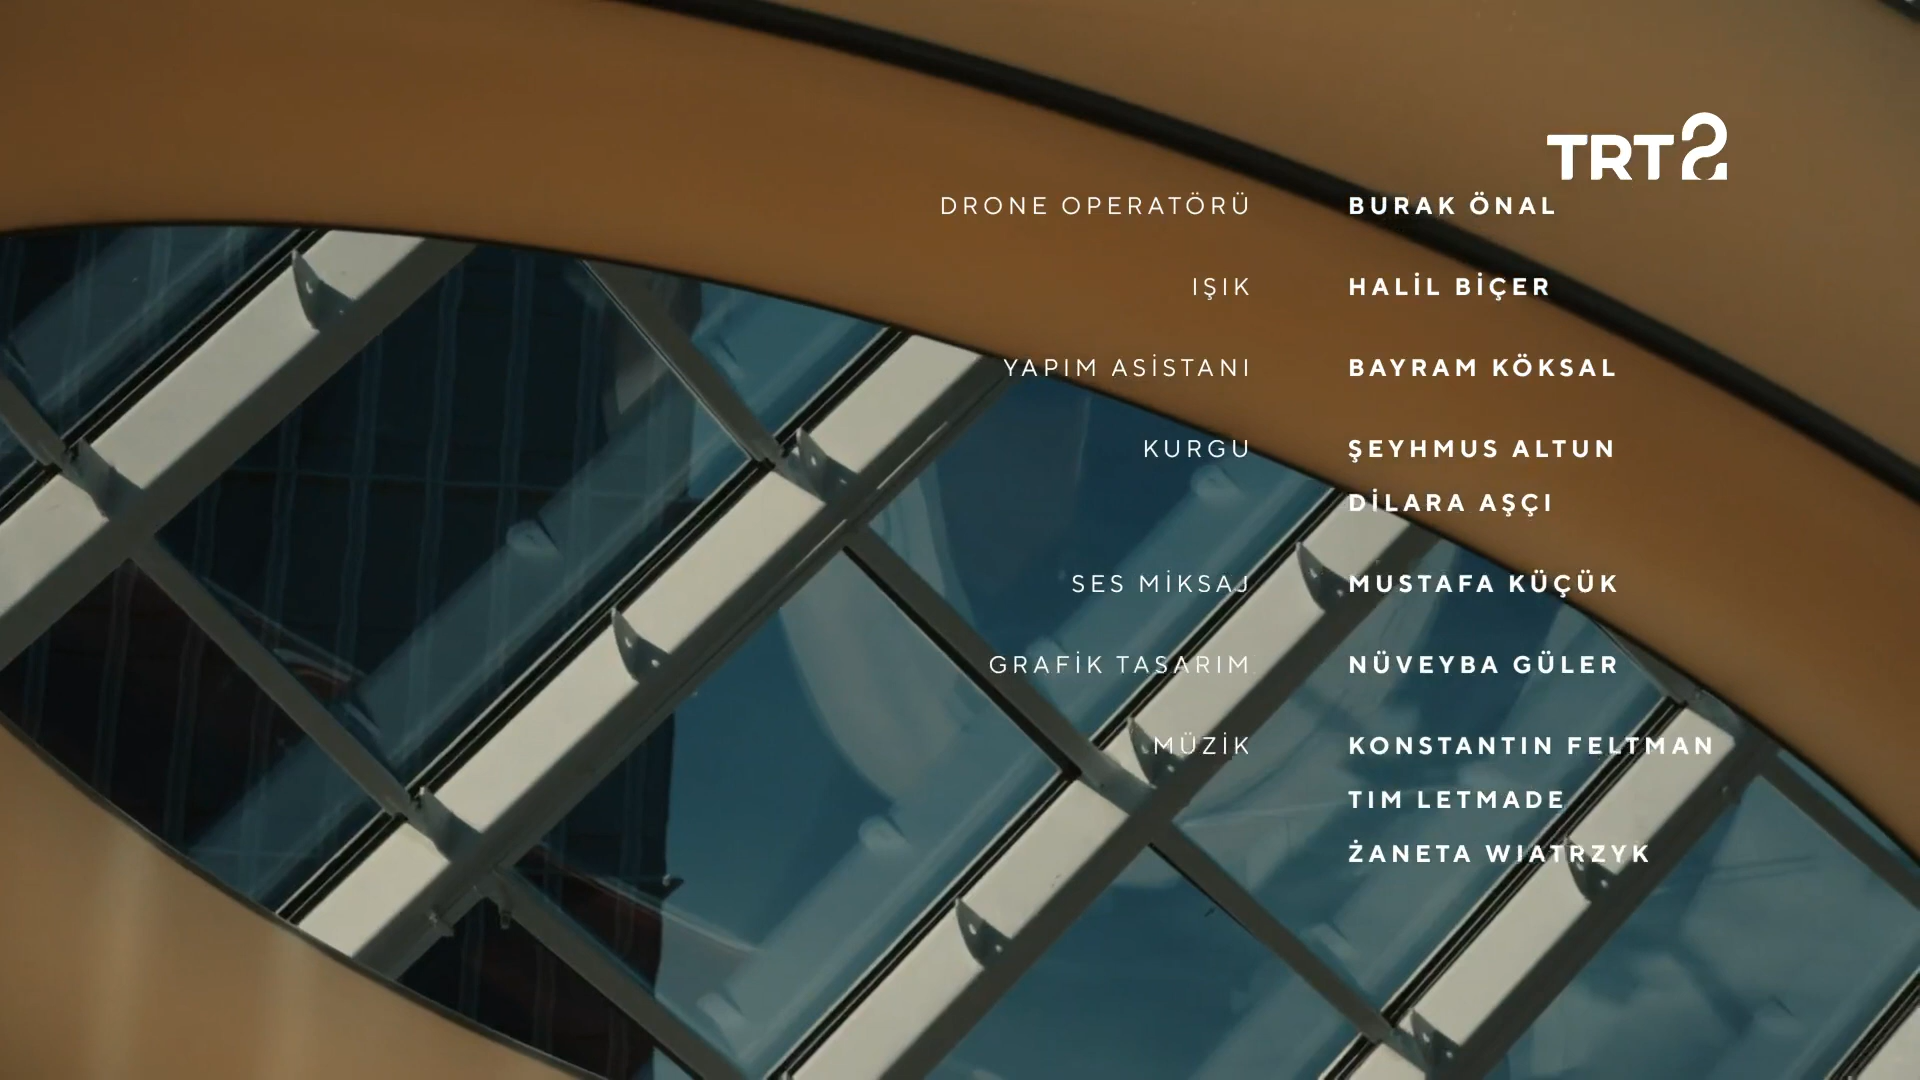 TRT2
DRONE OPERATÖRÜ BURAK ÖNAL
IŞIK HALİL BİÇER
YAPIM ASİSTANI BAYRAM KÖKSAL
KURGU ŞEYHMUS ALTUN
DİLARA AŞÇI
SES MİKSAJ MUSTAFA KÜÇÜK
GRAFİK TASARIM NÜVEYBA GÜLER
MÜZİK KONSTANTIN FELTMAN
TIM LETMADE
ŻANETA WIATRZYK